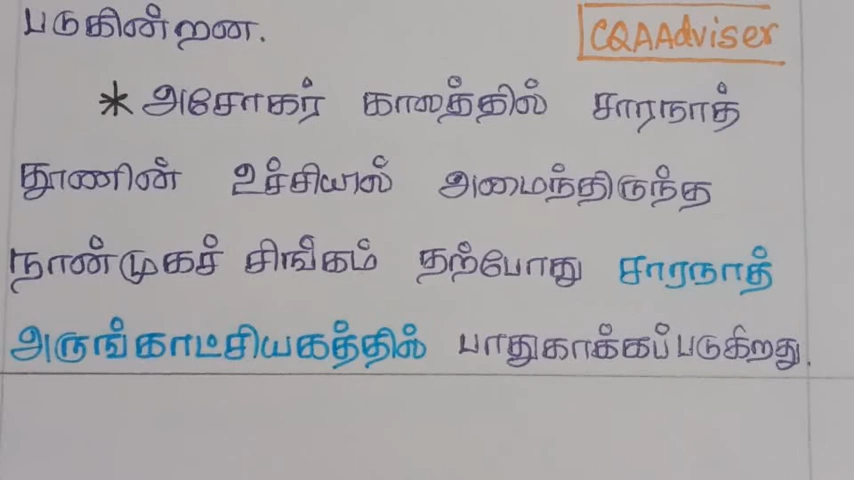 படுகின்றன.
CQAAdviser
* அசோகர் காலத்தில் சாரநாத்
தூணின் உச்சியில் அமைந்திருந்த
நான்முகச் சிங்கம் தற்போது சாரநாத்
அருங்காட்சியகத்தில் பாதுகாக்கப்படுகிறது.